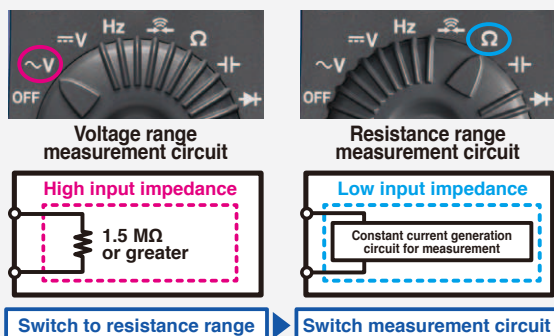 OFF
～V
⎓V
Hz
Ω
OFF
～V
⎓V
Hz
Ω
Voltage range
measurement circuit
Resistance range
measurement circuit
High input impedance
1.5 MΩ
or greater
Low input impedance
Constant current generation
circuit for measurement
Switch to resistance range
Switch measurement circuit